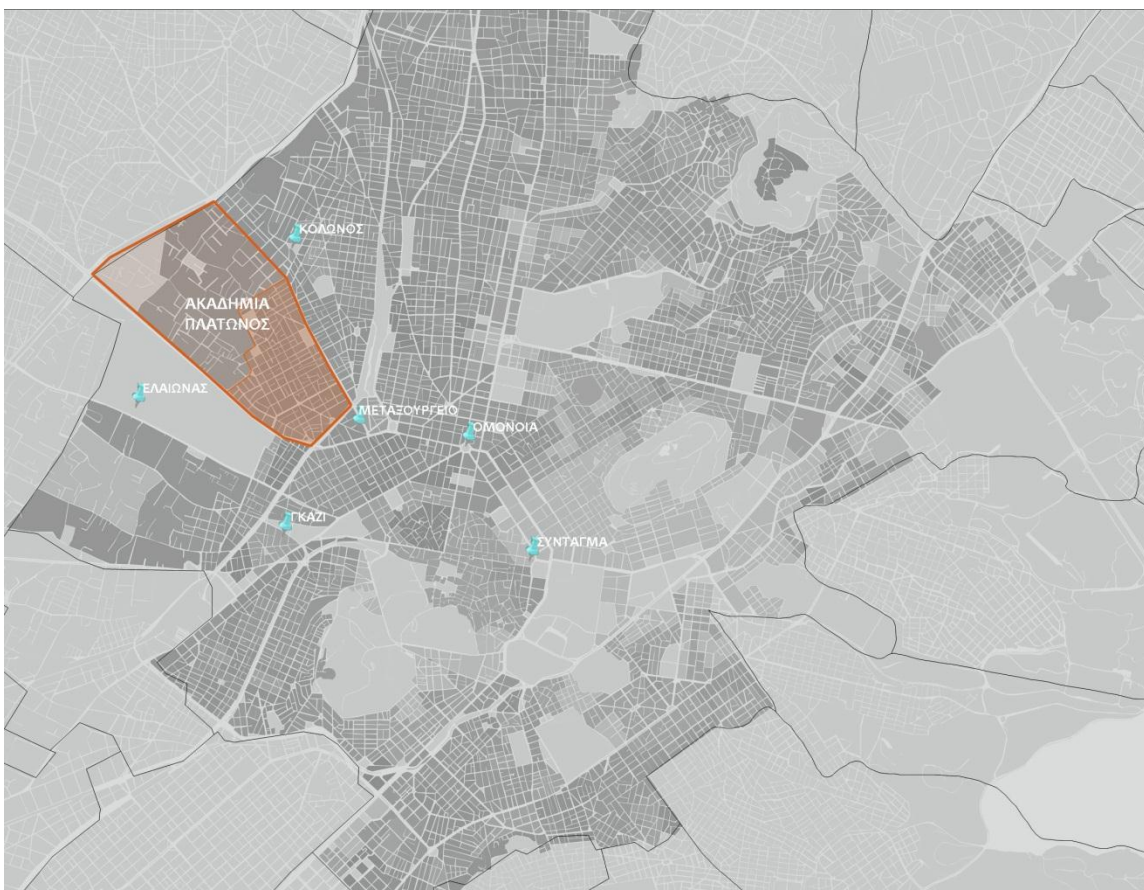 ΚΟΛΩΝΟΣ
ΑΚΑΔΗΜΙΑ
ΠΛΑΤΩΝΟΣ
ΕΛΑΙΩΝΑΣ
ΜΕΤΑΞΟΥΡΓΕΙΟ
ΟΜΟΝΟΙΑ
ΓΚΑΖΙ
ΣΥΝΤΑΓΜΑ